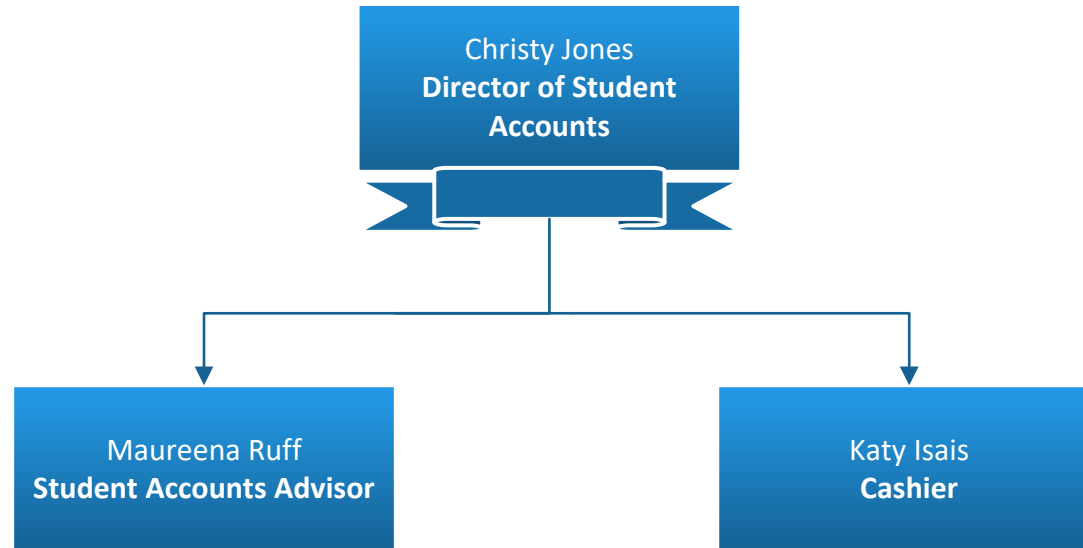 Christy Jones
Director of Student
Accounts
Maureena Ruff
Student Accounts Advisor
Katy Isais
Cashier